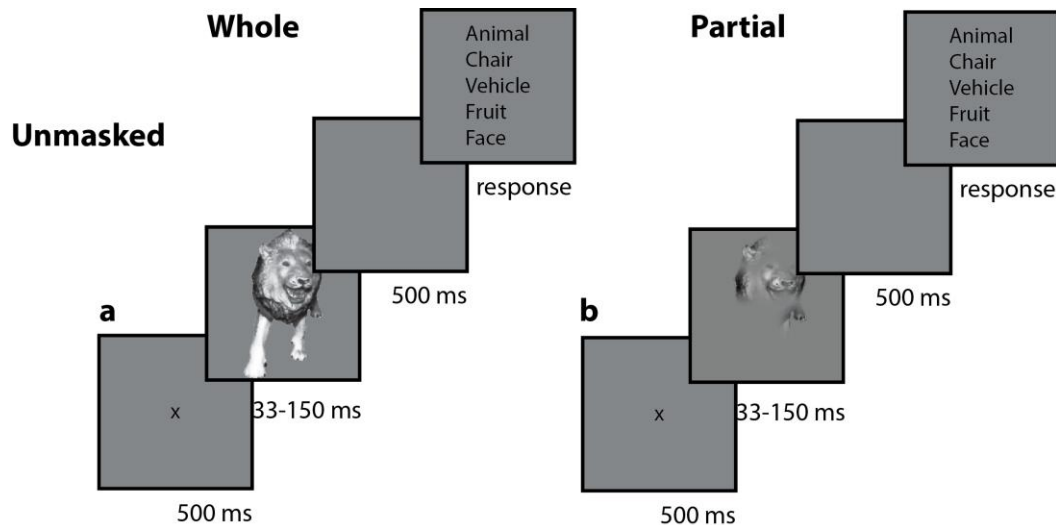 Whole
Partial
Unmasked
Animal
Chair
Vehicle
Fruit
Face
response
500 ms
33-150 ms
a
x
500 ms
Animal
Chair
Vehicle
Fruit
Face
response
500 ms
33-150 ms
b
x
500 ms